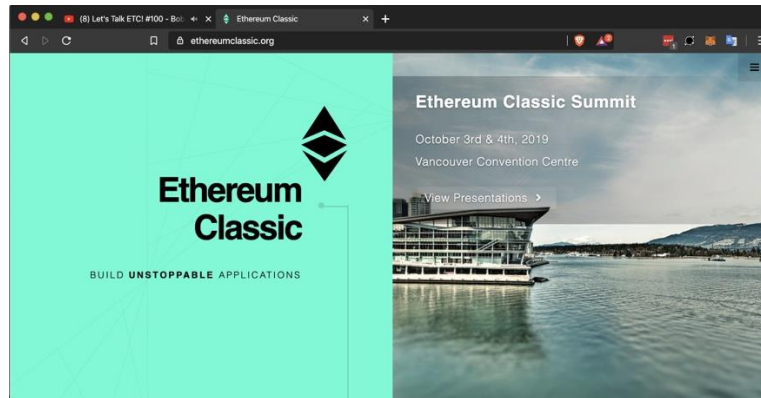 (8) Let's Talk ETC! #100 - Bob
Ethereum Classic
ethereumclassic.org
Ethereum
Classic
BUILD UNSTOPPABLE APPLICATIONS
Ethereum Classic Summit
October 3rd & 4th, 2019
Vancouver Convention Centre
View Presentations